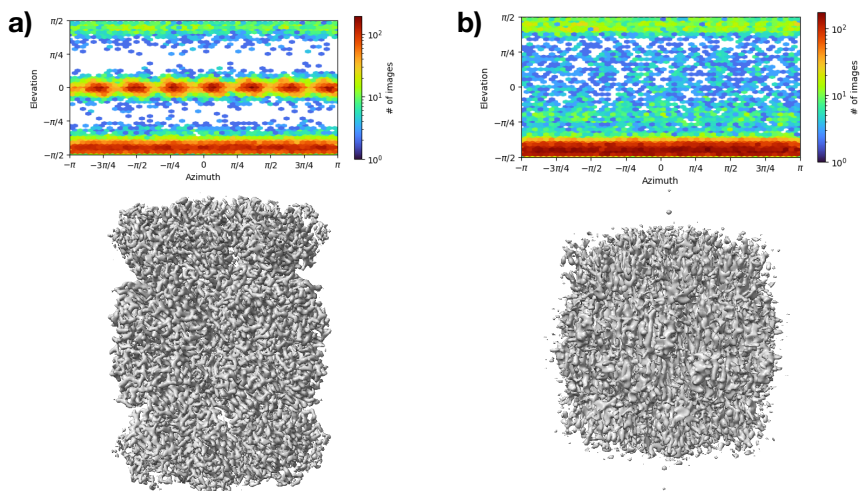 a)
π/2
π/4
0
−π/4
−π/2
Elevation
−π
−3π/4
−π/2
−π/4
0
π/4
π/2
3π/4
π
Azimuth
10²
10¹
10⁰
# of images
b)
π/2
π/4
0
−π/4
−π/2
Elevation
−π
−3π/4
−π/2
−π/4
0
π/4
π/2
3π/4
π
Azimuth
10²
10¹
10⁰
# of images